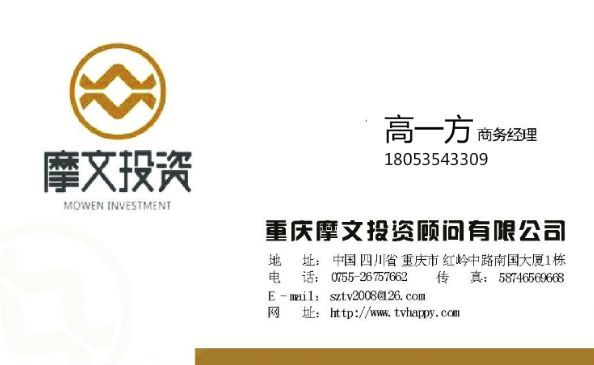 摩文投资
MOWEN INVESTMENT
高一方 商务经理
18053543309
重庆摩文投资顾问有限公司
地 址：中国 四川省 重庆市 红岭中路南国大厦1栋
电 话：0755-26757662 传 真：58746569668
E-mail：sztv2008@126.com
网 址：http://www.tvhappy.com